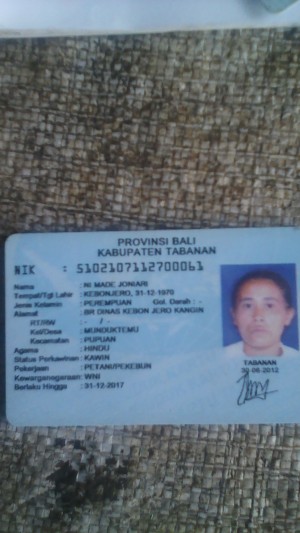 PROVINSI BALI
KABUPATEN TABANAN
NIK : 5102107112700061
Nama : NI MADE JONIARI
Tempat/Tgl Lahir : KEBONJERO, 31-12-1970
Jenis Kelamin : PEREMPUAN Gol. Darah : -
Alamat : BR DINAS KEBON JERO KANGIN
RT/RW : - / -
Kel/Desa : MUNDUKTEMU
Kecamatan : PUPUAN
Agama : HINDU
Status Perkawinan : KAWIN
Pekerjaan : PETANI/PEKEBUN
Kewarganegaraan : WNI
Berlaku Hingga : 31-12-2017
TABANAN
30-08-2012